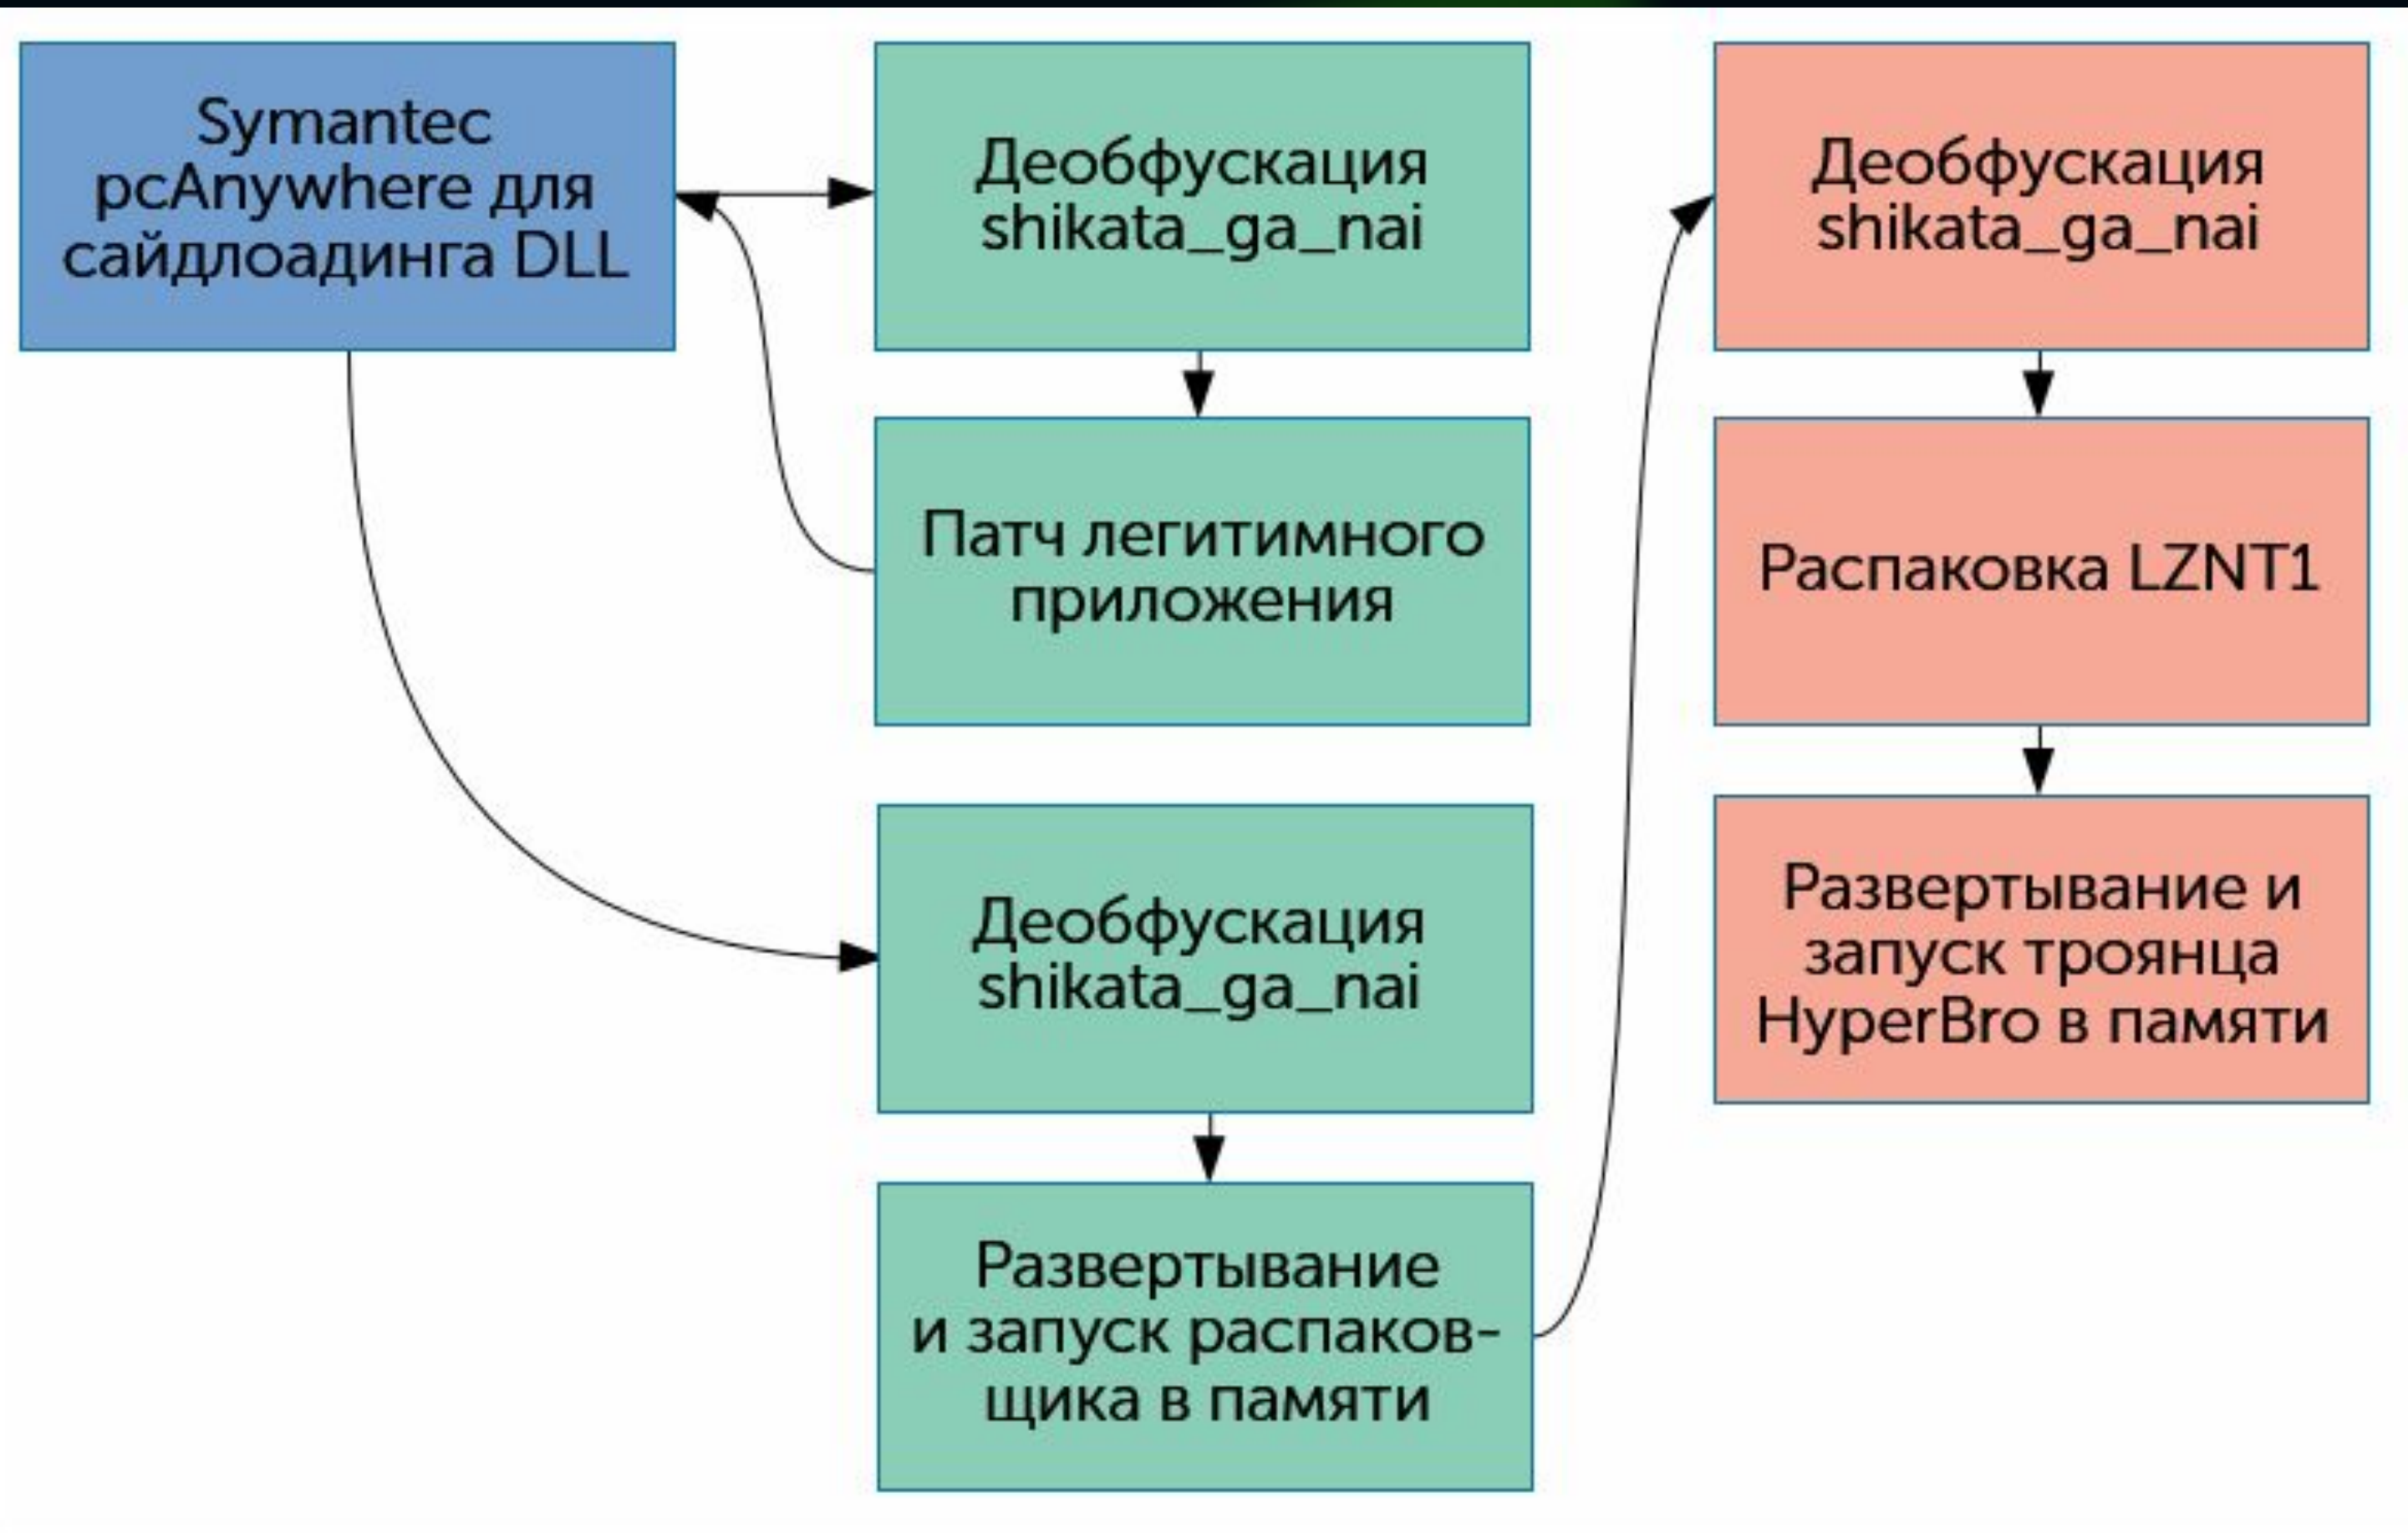 Symantec
pcAnywhere для
сайдлоадинга DLL
Деобфускация
shikata_ga_nai
Патч легитимного
приложения
Деобфускация
shikata_ga_nai
Развертывание
и запуск распаков-
щика в памяти
Деобфускация
shikata_ga_nai
Распаковка LZNT1
Развертывание и
запуск троянца
HyperBro в памяти